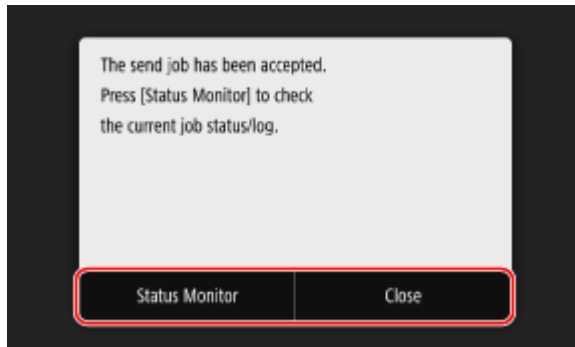 The send job has been accepted.
Press [Status Monitor] to check
the current job status/log.
Status Monitor
Close